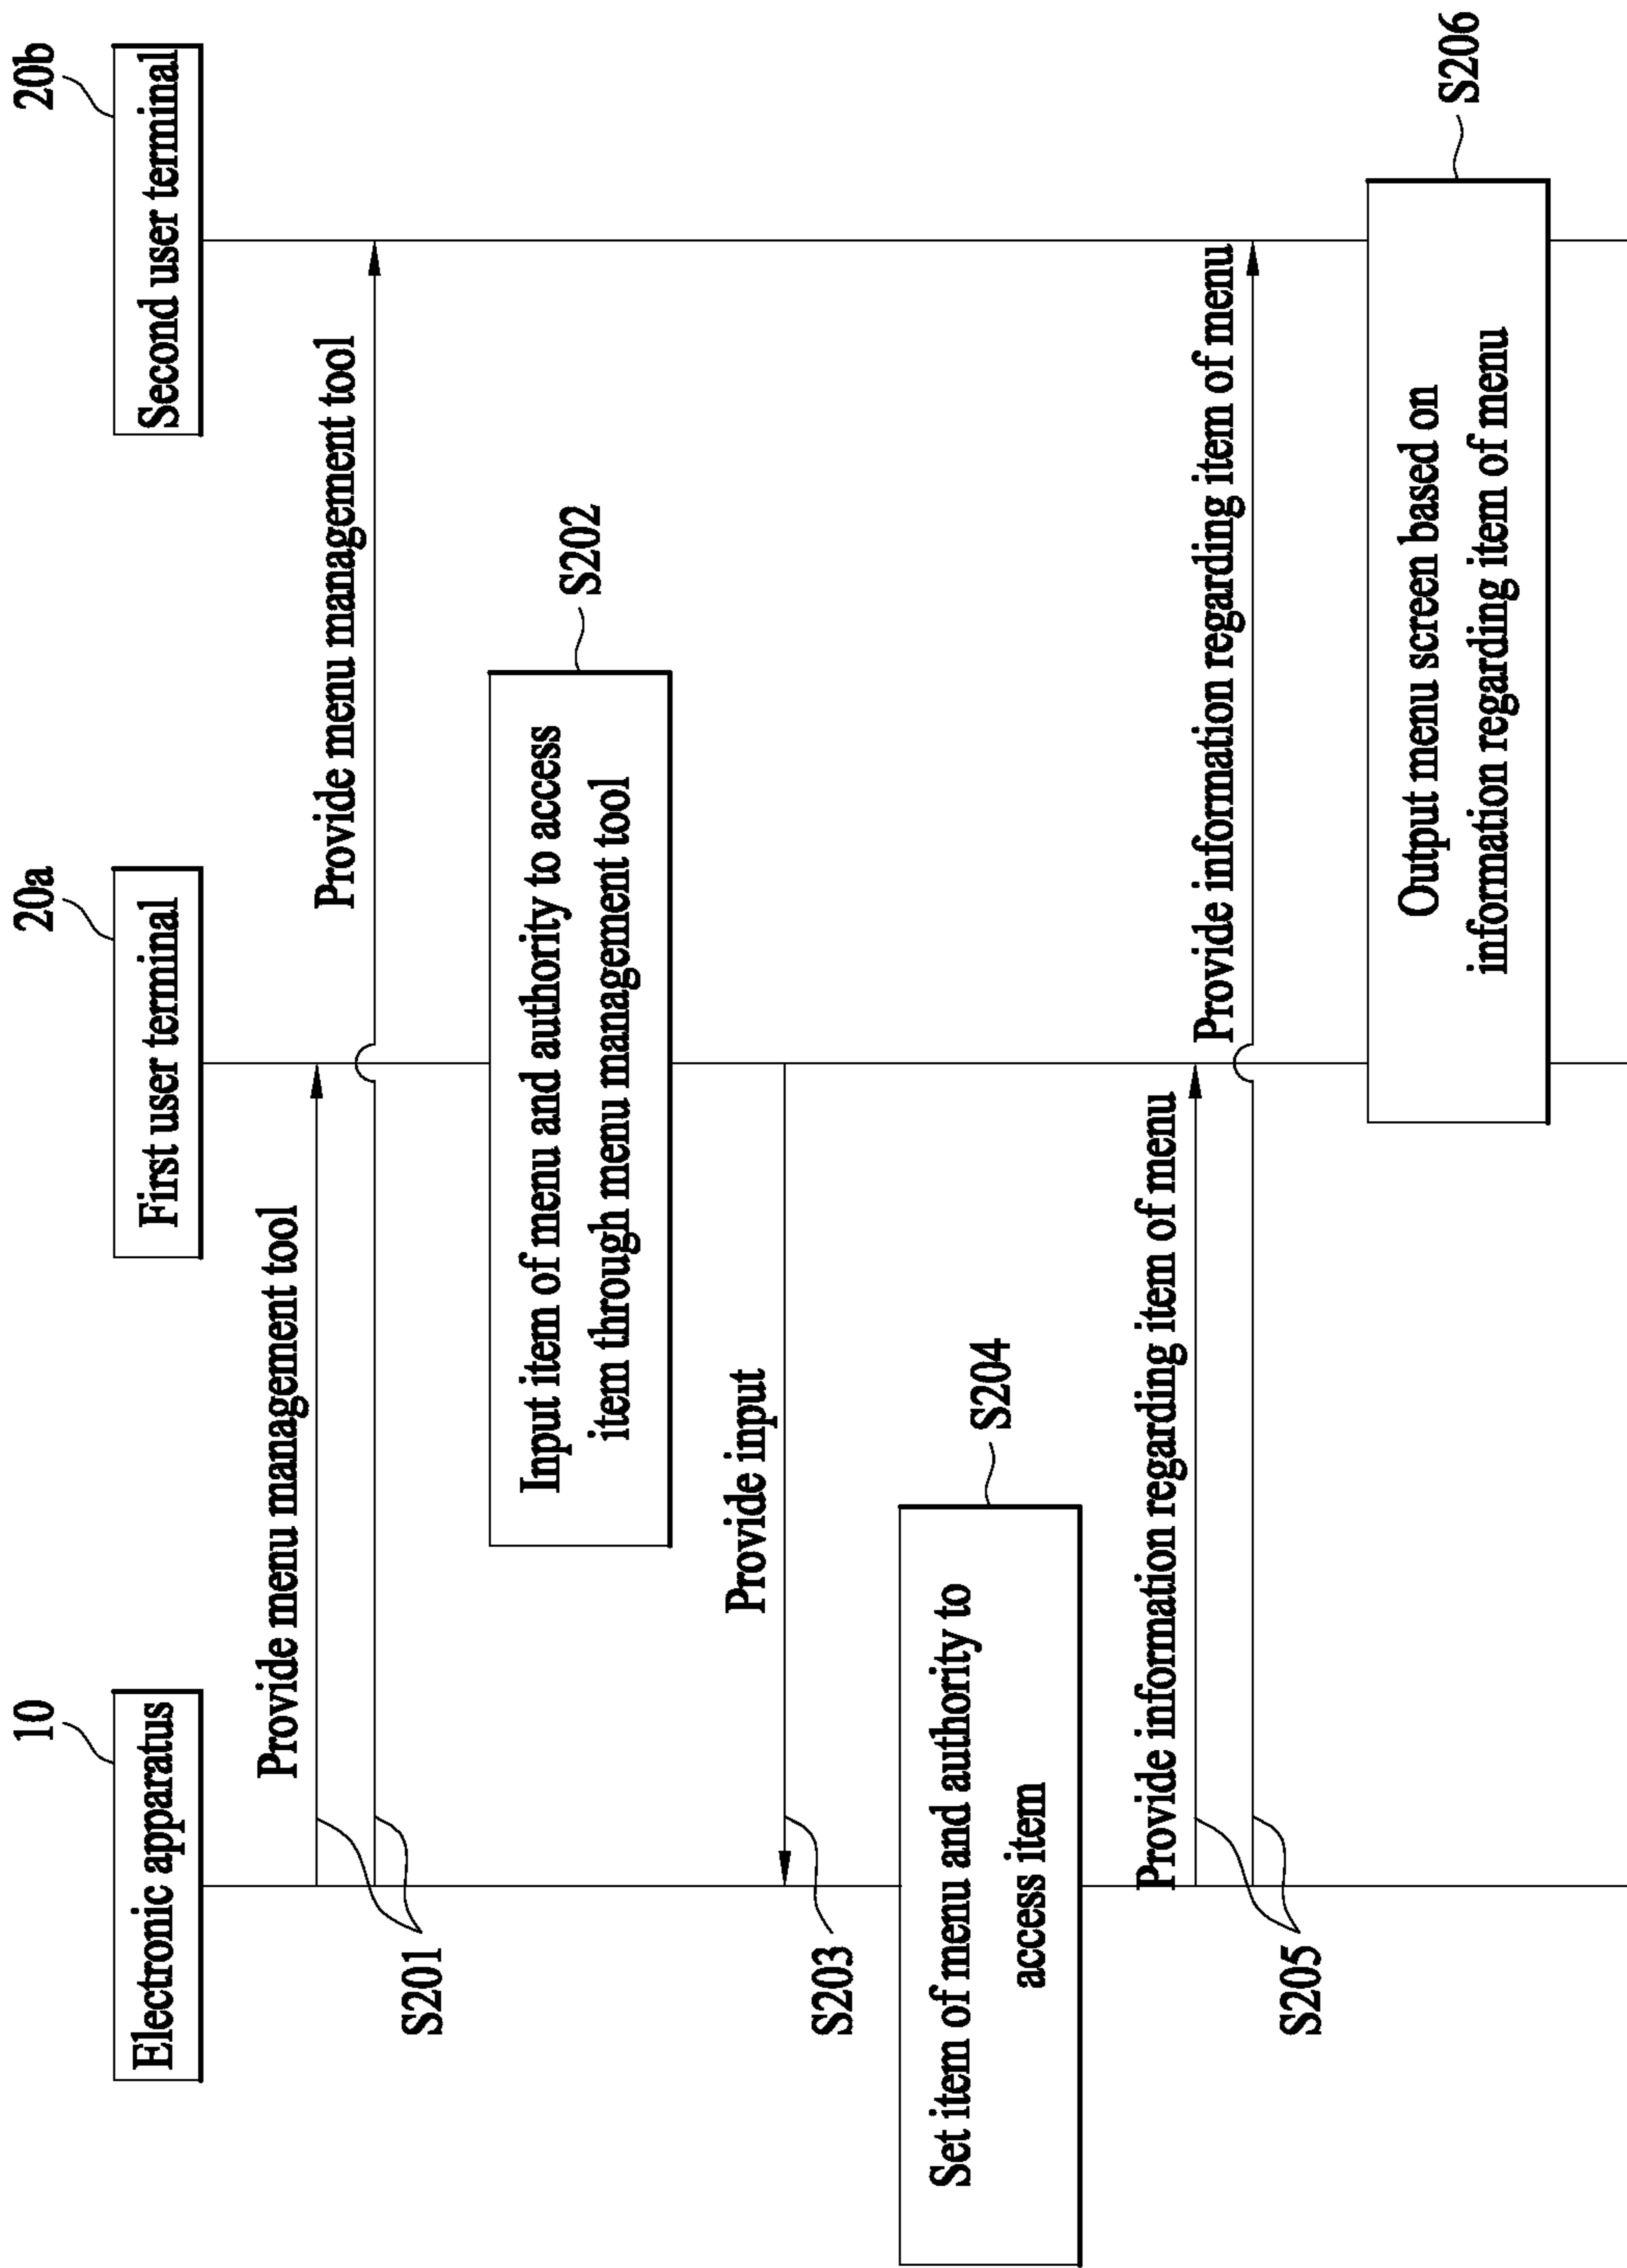 10
20a
20b
Electronic apparatus
First user terminal
Second user terminal
Provide menu management tool
Provide menu management tool
S201
Input item of menu and authority to access
item through menu management tool
S202
Provide input
S203
Set item of menu and authority to
access item
S204
Provide information regarding item of menu
Provide information regarding item of menu
S205
Output menu screen based on
information regarding item of menu
S206